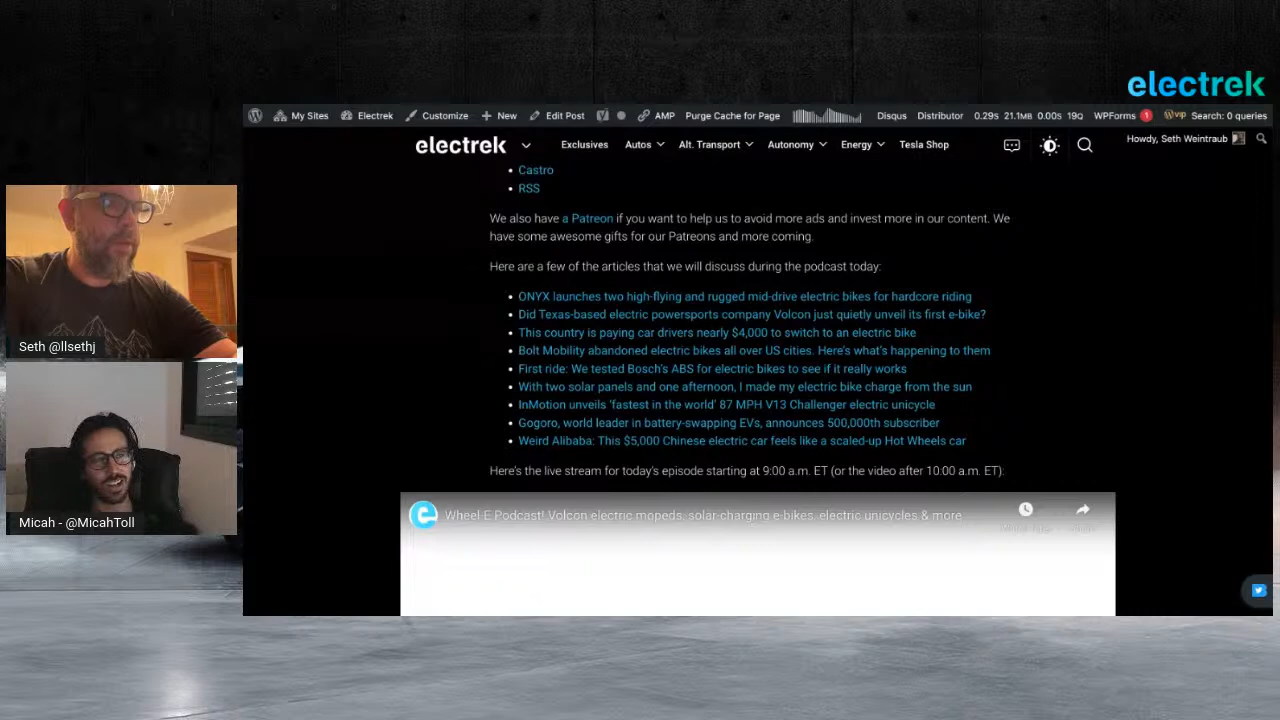 electrek
My Sites Electrek Customize New Edit Post AMP Purge Cache for Page Disqus Distributor 0.29s 21.1MB 0.00s 19Q WPForms 1 vip Search: 0 queries
electrek Exclusives Autos Alt. Transport Autonomy Energy Tesla Shop Howdy, Seth Weintraub
Castro
RSS
We also have a Patreon if you want to help us to avoid more ads and invest more in our content. We
have some awesome gifts for our Patreons and more coming.
Here are a few of the articles that we will discuss during the podcast today:
ONYX launches two high-flying and rugged mid-drive electric bikes for hardcore riding
Did Texas-based electric powersports company Volcon just quietly unveil its first e-bike?
This country is paying car drivers nearly $4,000 to switch to an electric bike
Bolt Mobility abandoned electric bikes all over US cities. Here's what's happening to them
First ride: We tested Bosch's ABS for electric bikes to see if it really works
With two solar panels and one afternoon, I made my electric bike charge from the sun
InMotion unveils 'fastest in the world' 87 MPH V13 Challenger electric unicycle
Gogoro, world leader in battery-swapping EVs, announces 500,000th subscriber
Weird Alibaba: This $5,000 Chinese electric car feels like a scaled-up Hot Wheels car
Here's the live stream for today's episode starting at 9:00 a.m. ET (or the video after 10:00 a.m. ET):
Wheel-E Podcast! Volcon electric mopeds, solar-charging e-bikes, electric unicycles & more
Seth @llsethj
Micah - @MicahToll